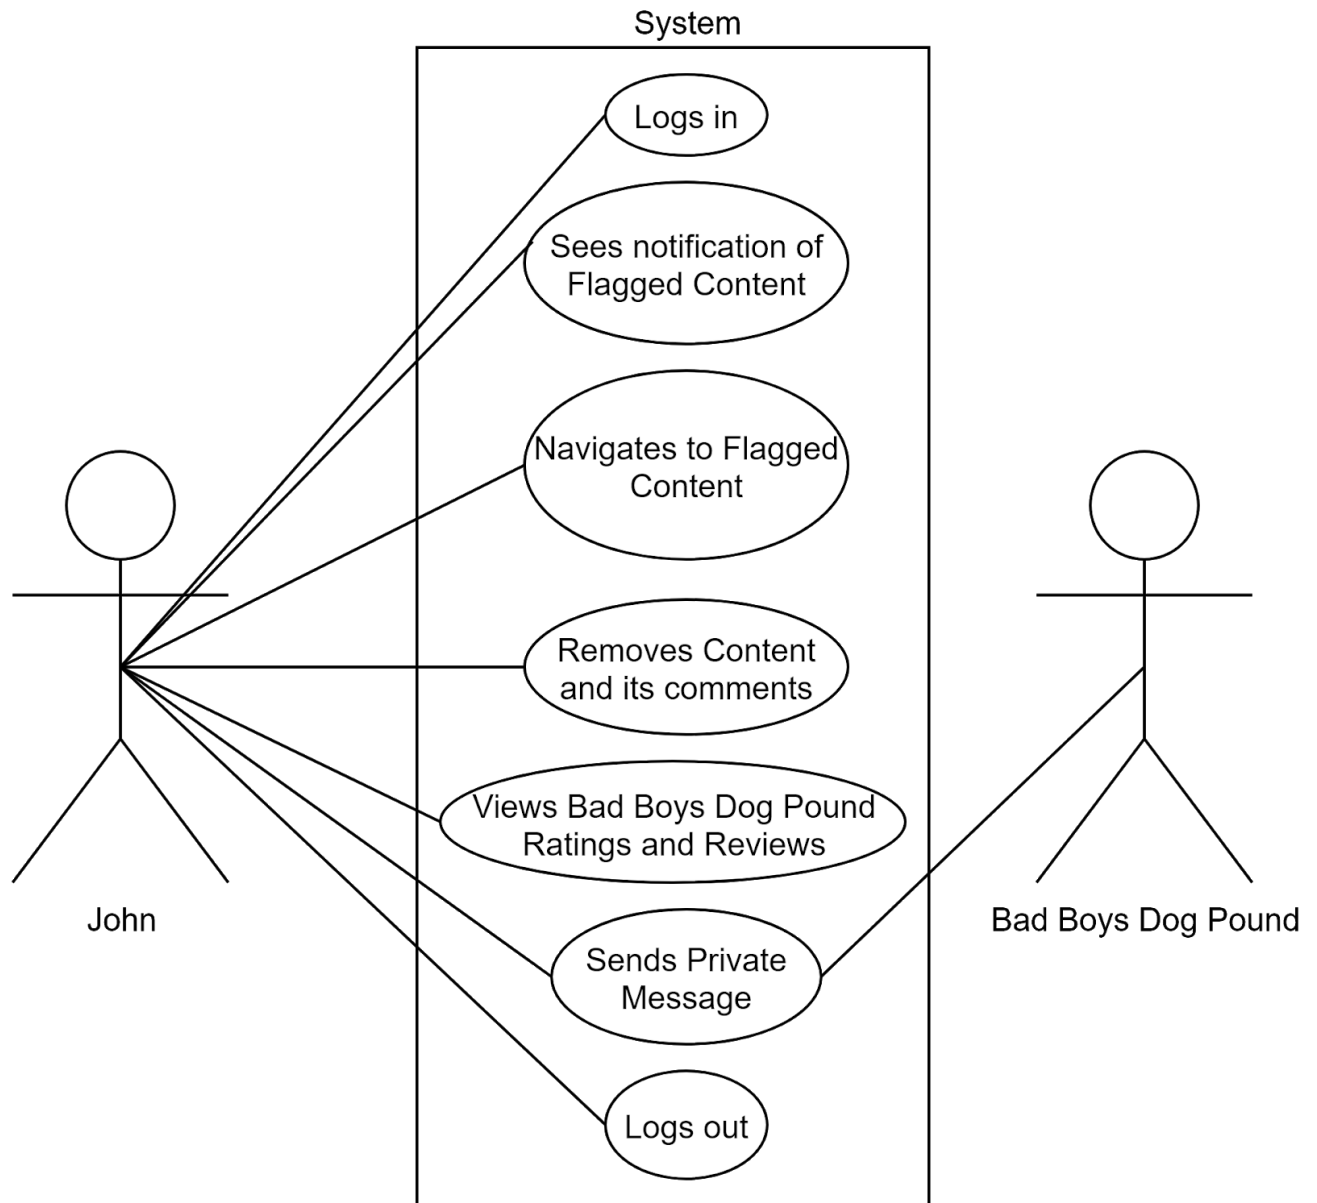 System
Logs in
Sees notification of
Flagged Content
Navigates to Flagged
Content
Removes Content
and its comments
Views Bad Boys Dog Pound
Ratings and Reviews
John
Bad Boys Dog Pound
Sends Private
Message
Logs out